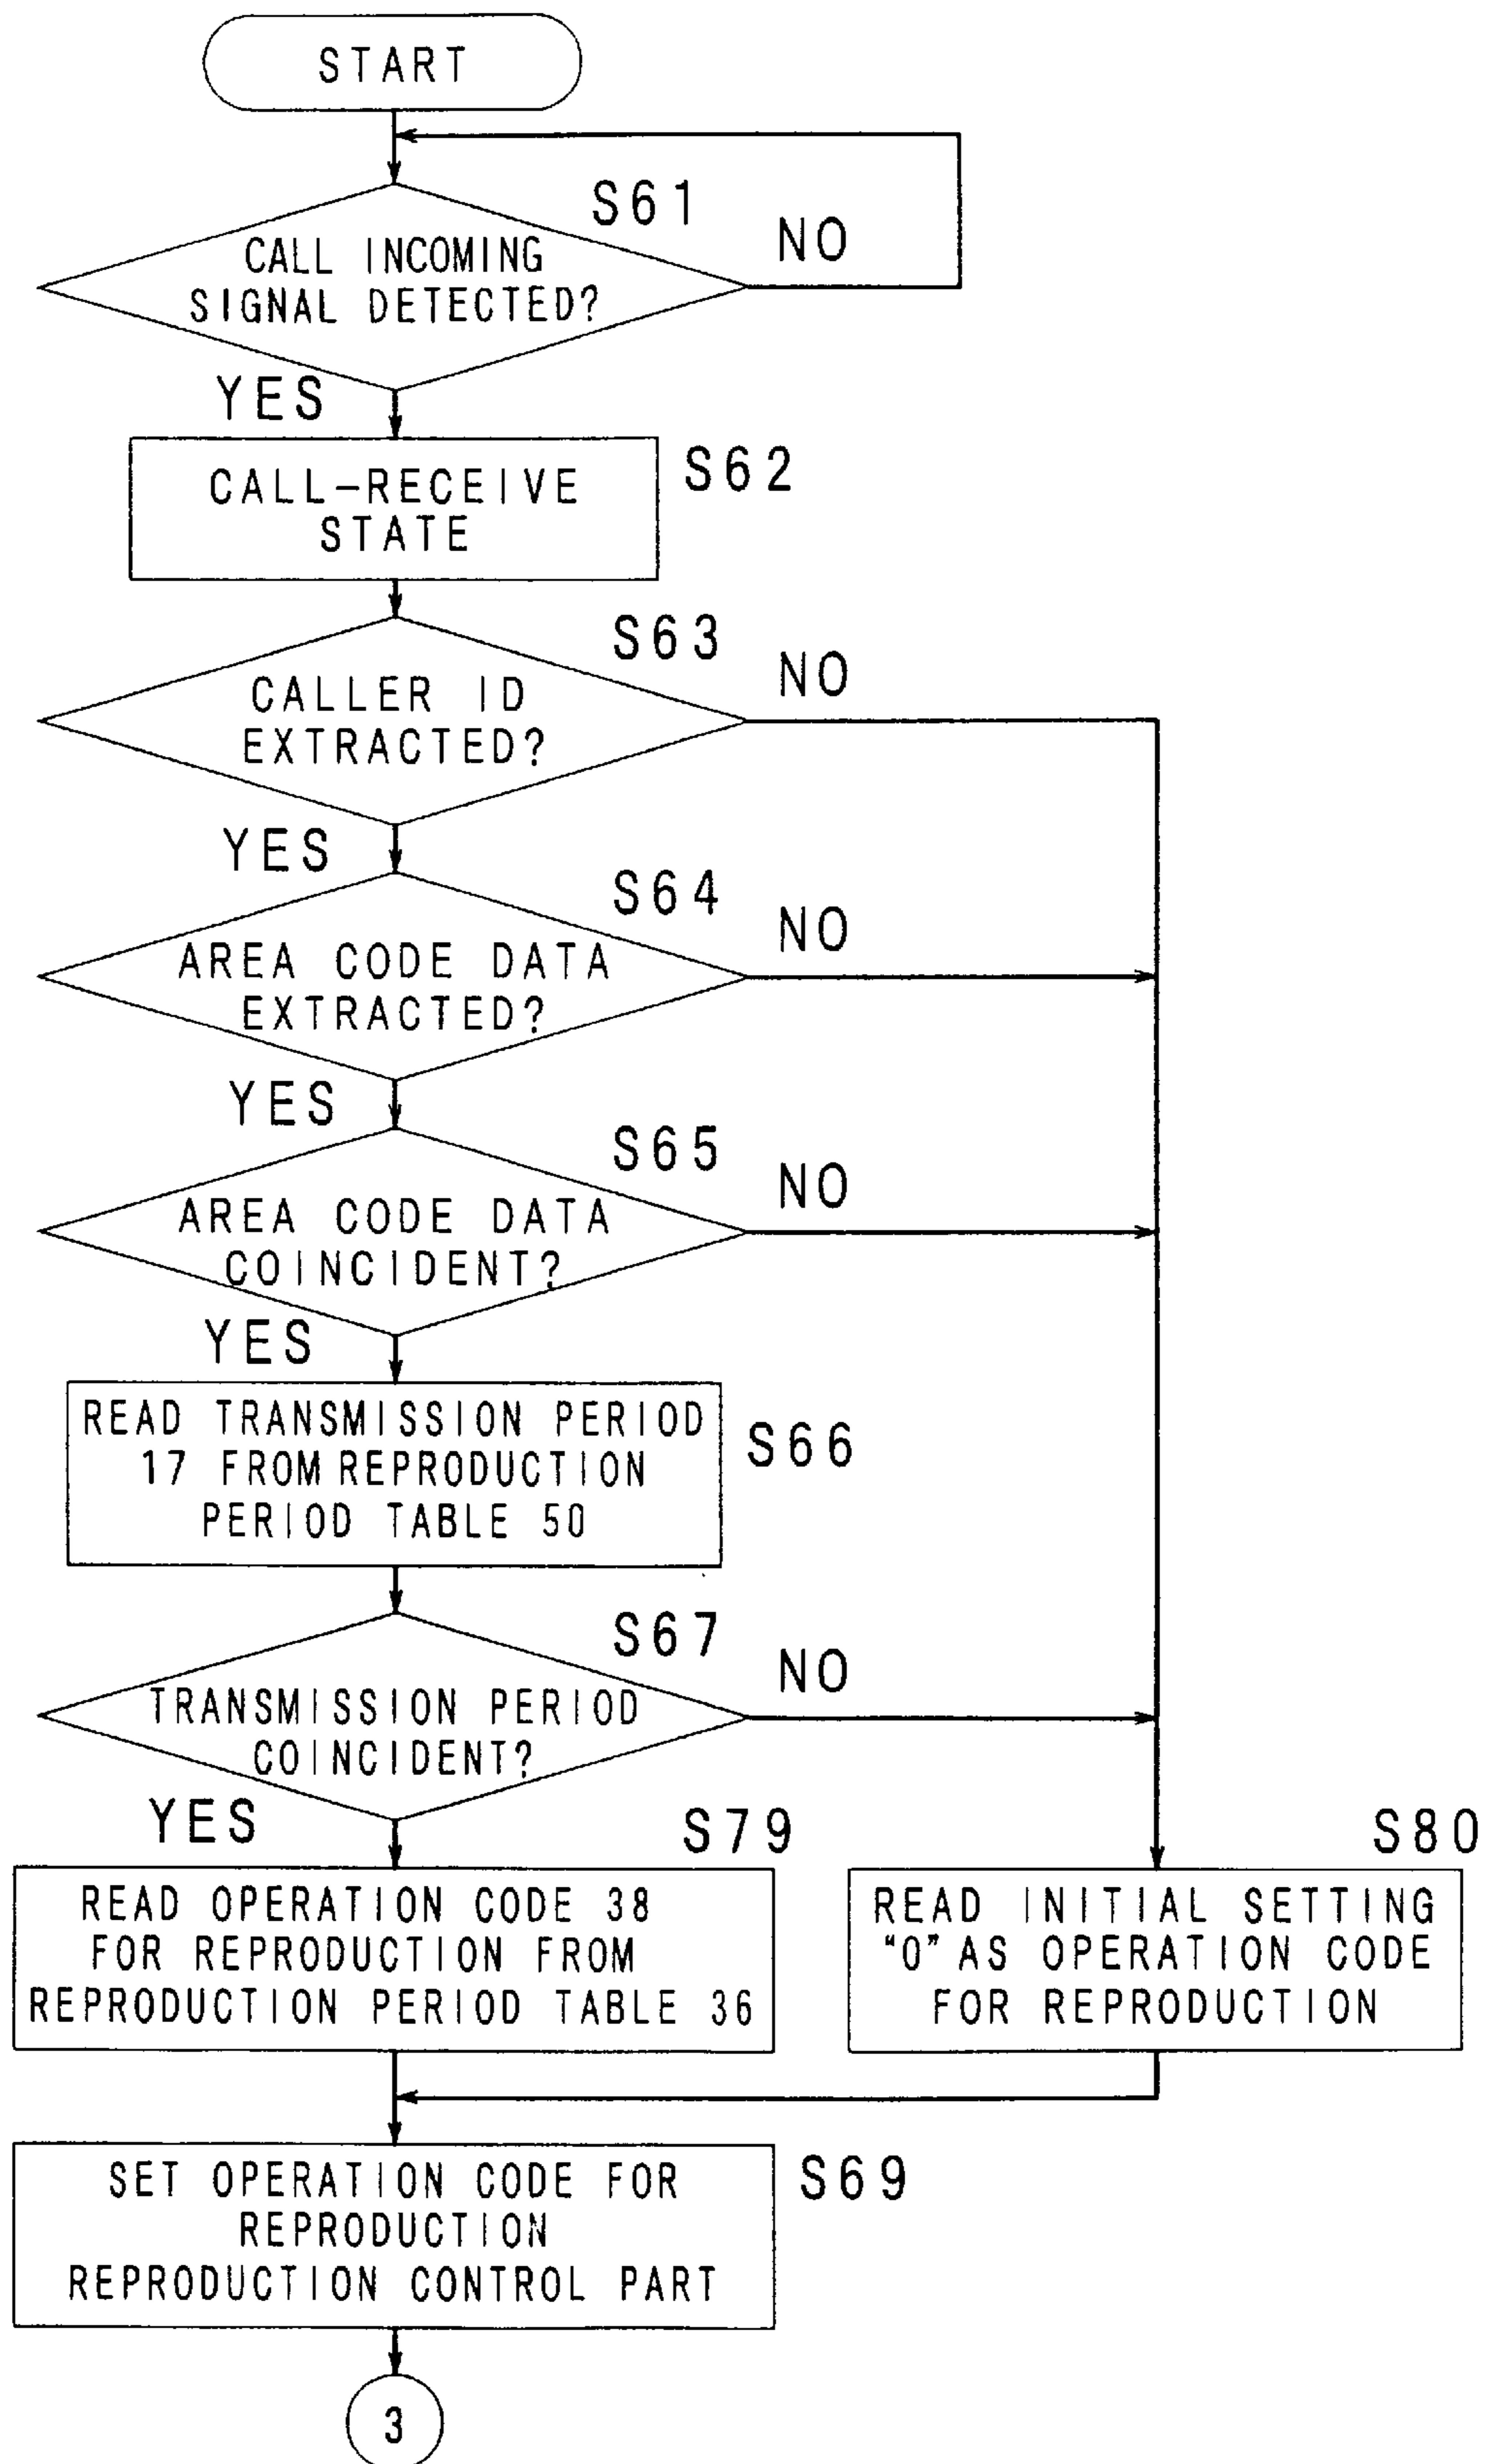 START
S61
NO
CALL INCOMING
SIGNAL DETECTED?
YES
CALL-RECEIVE
STATE
S62
S63
NO
CALLER ID
EXTRACTED?
YES
S64
NO
AREA CODE DATA
EXTRACTED?
YES
S65
NO
AREA CODE DATA
COINCIDENT?
YES
READ TRANSMISSION PERIOD
17 FROM REPRODUCTION
PERIOD TABLE 50
S66
S67
NO
TRANSMISSION PERIOD
COINCIDENT?
YES
S79
READ OPERATION CODE 38
FOR REPRODUCTION FROM
REPRODUCTION PERIOD TABLE 36
S80
READ INITIAL SETTING
“0” AS OPERATION CODE
FOR REPRODUCTION
SET OPERATION CODE FOR
REPRODUCTION
REPRODUCTION CONTROL PART
S69
3